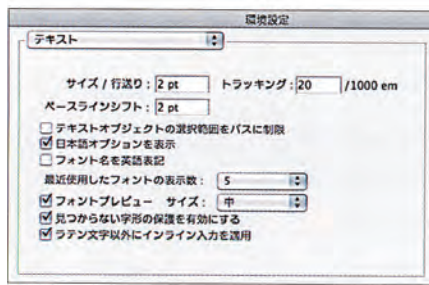 環境設定
テキスト
サイズ / 行送り : 2 pt トラッキング : 20 /1000 em
ベースラインシフト : 2 pt
テキストオブジェクトの選択範囲をパスに制限
日本語オプションを表示
フォント名を英語表記
最近使用したフォントの表示数 : 5
フォントプレビュー サイズ : 中
見つからない字形の保護を有効にする
ラテン文字以外にインライン入力を適用